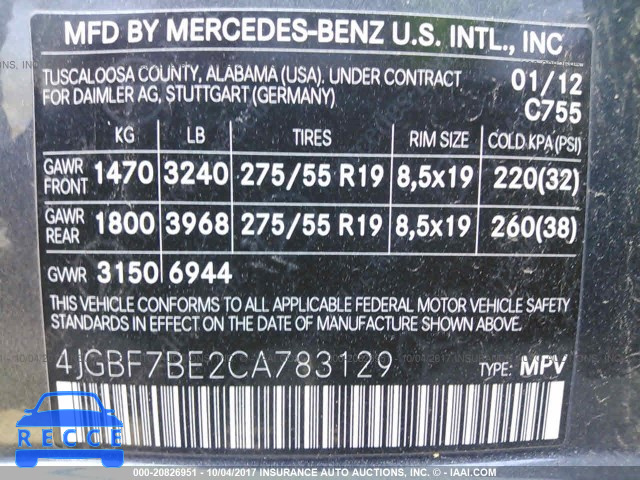 MFD BY MERCEDES-BENZ U.S. INTL., INC
TUSCALOOSA COUNTY, ALABAMA (USA). UNDER CONTRACT 01/12
FOR DAIMLER AG, STUTTGART (GERMANY) C755
KG LB TIRES RIM SIZE COLD KPA (PSI)
GAWR FRONT 1470 3240 275/55 R19 8,5x19 220(32)
GAWR REAR 1800 3968 275/55 R19 8,5x19 260(38)
GVWR 3150 6944
THIS VEHICLE CONFORMS TO ALL APPLICABLE FEDERAL MOTOR VEHICLE SAFETY
STANDARDS IN EFFECT ON THE DATE OF MANUFACTURE SHOWN ABOVE.
4JGBF7BE2CA783129 TYPE: MPV
RECCE
000-20826951 - 10/04/2017 - INSURANCE AUTO AUCTIONS, INC. - IAAI.COM